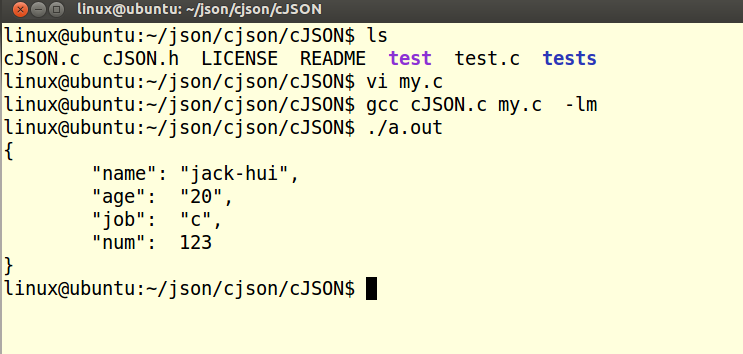 linux@ubuntu: ~/json/cjson/cJSON
linux@ubuntu:~/json/cjson/cJSON$ ls
cJSON.c  cJSON.h  LICENSE  README  test  test.c  tests
linux@ubuntu:~/json/cjson/cJSON$ vi my.c
linux@ubuntu:~/json/cjson/cJSON$ gcc cJSON.c my.c  -lm
linux@ubuntu:~/json/cjson/cJSON$ ./a.out
{
        "name": "jack-hui",
        "age":  "20",
        "job":  "c",
        "num":  123
}
linux@ubuntu:~/json/cjson/cJSON$